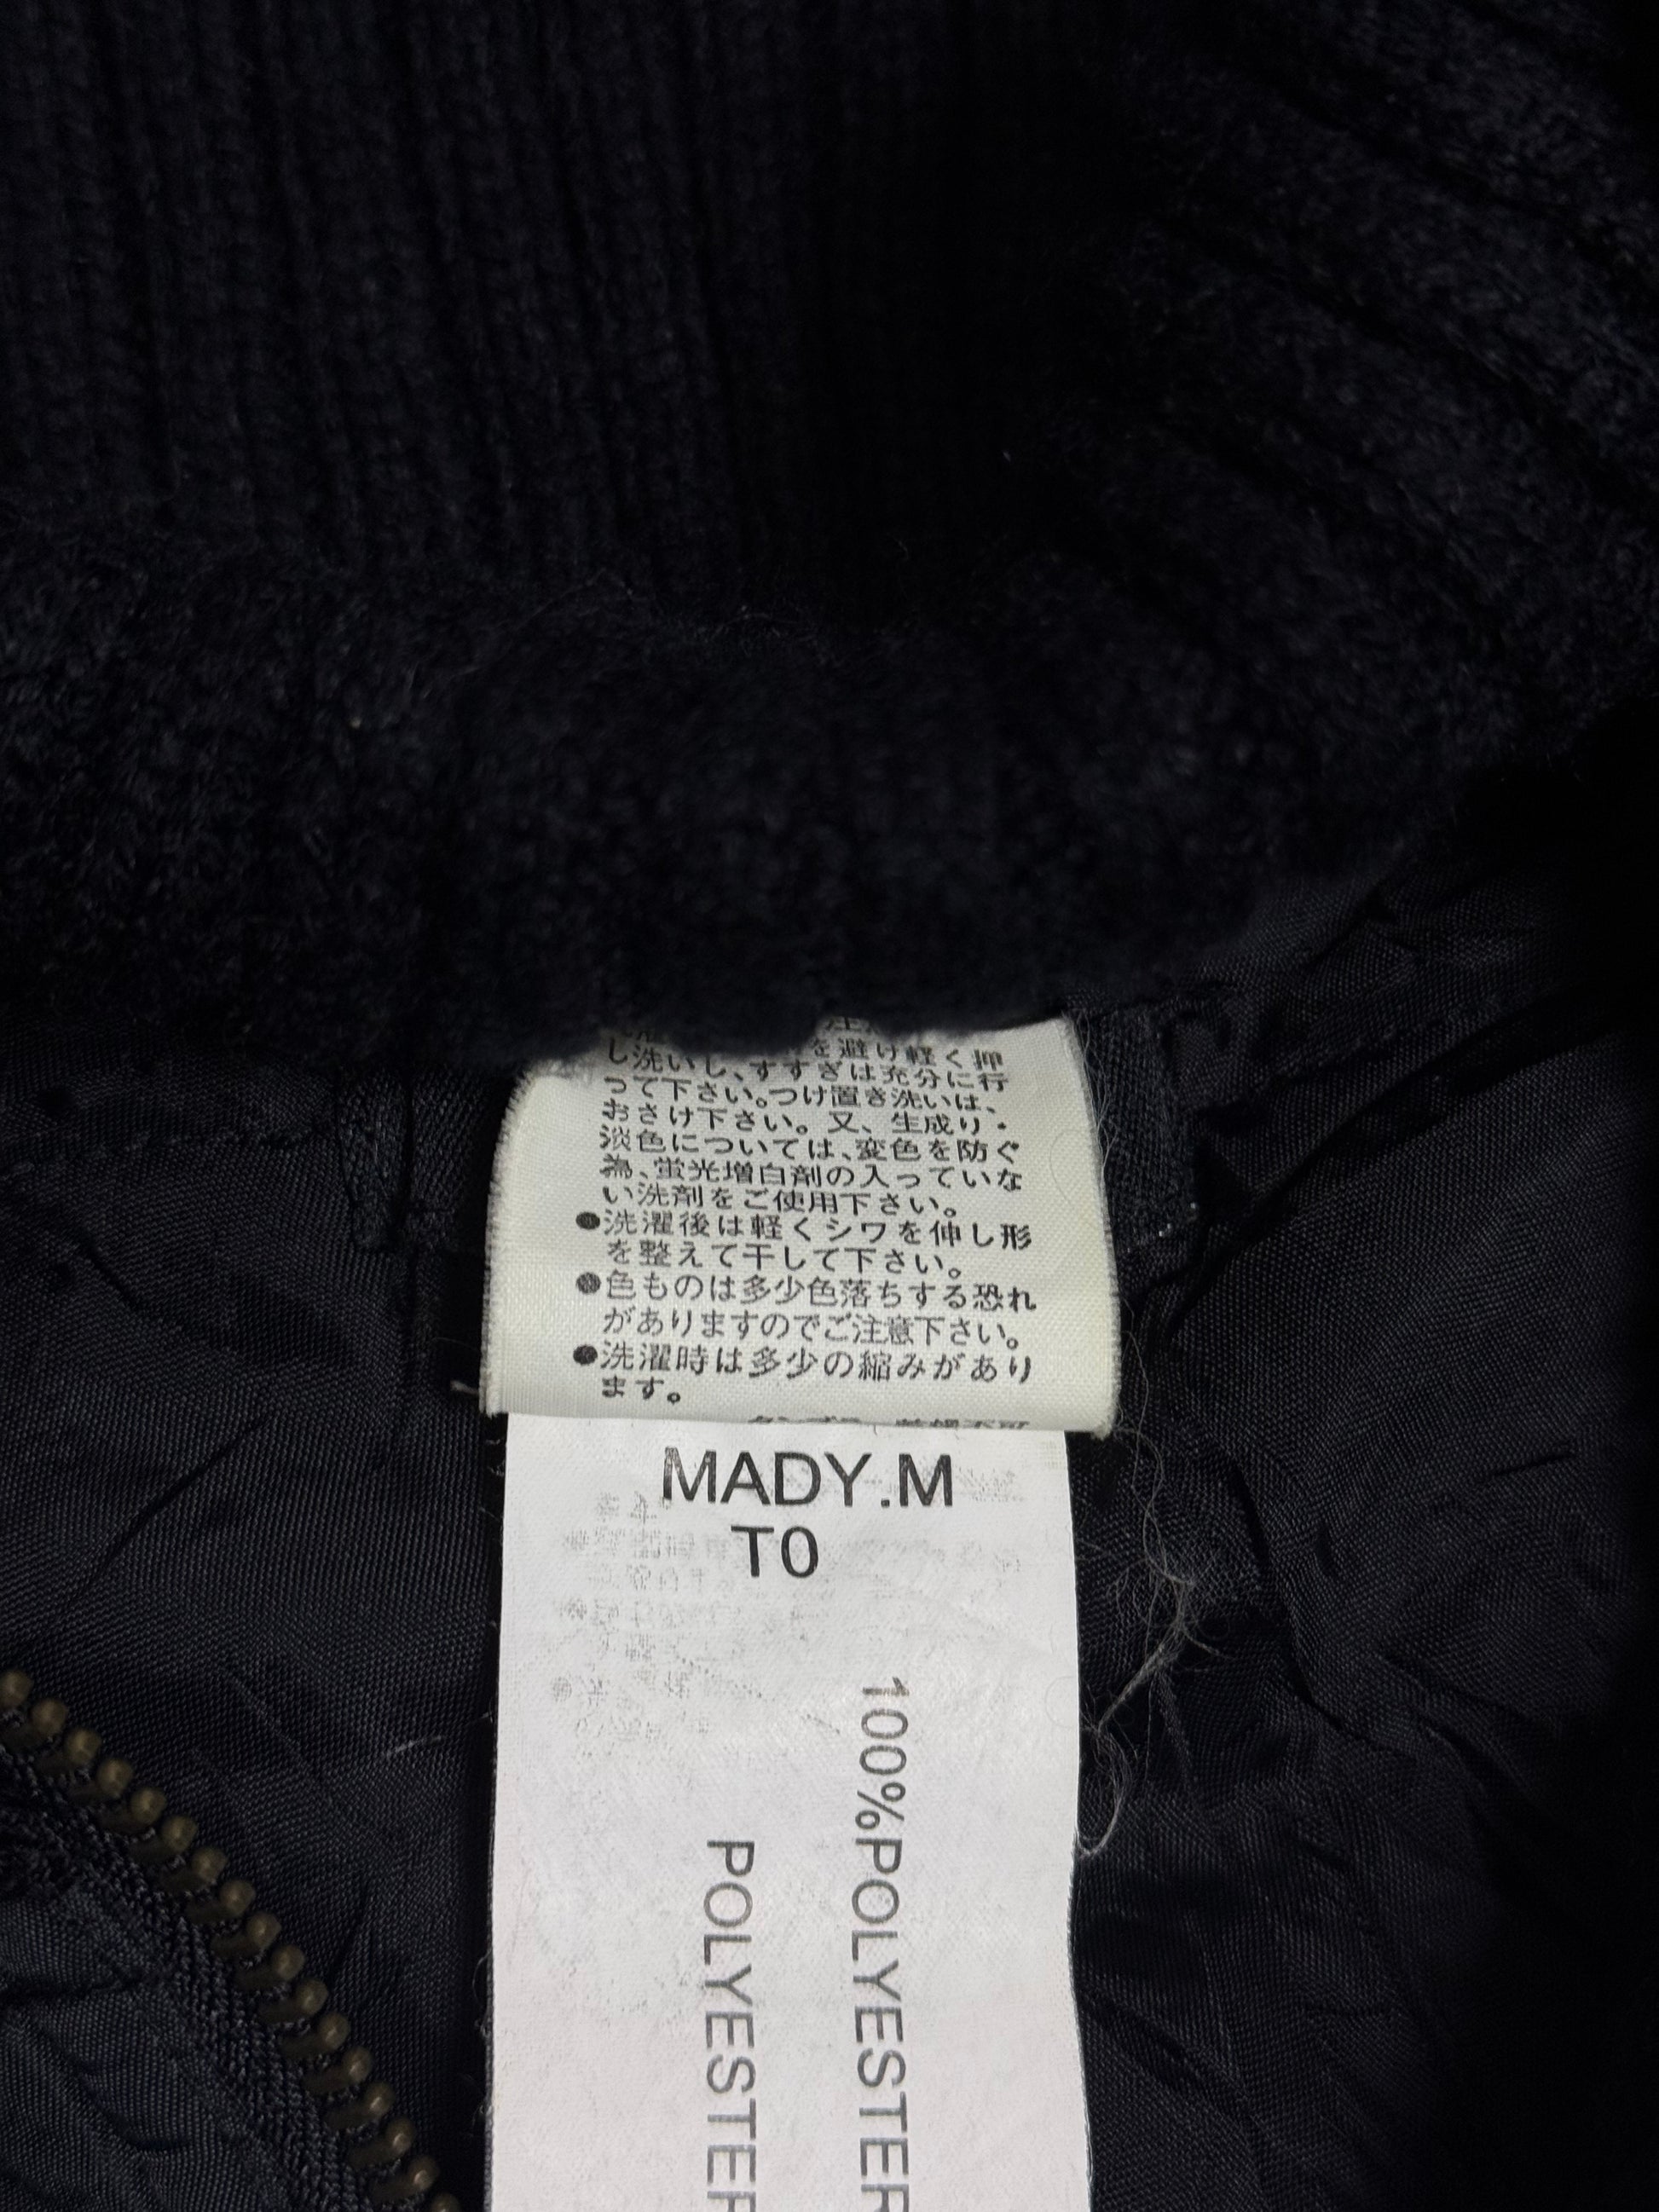 を避け軽く押
し洗いし、すすぎは充分に行
って下さい。つけ置き洗いは、
おさけ下さい。又、生成り・
淡色については、変色を防ぐ
為、蛍光増白剤の入っていな
い洗剤をご使用下さい。
●洗濯後は軽くシワを伸し形
を整えて干して下さい。
●色ものは多少色落ちする恐れ
がありますのでご注意下さい。
●洗濯時は多少の縮みがあり
ます。
MADY.M
T0
100%POLYESTER
POLYESTER